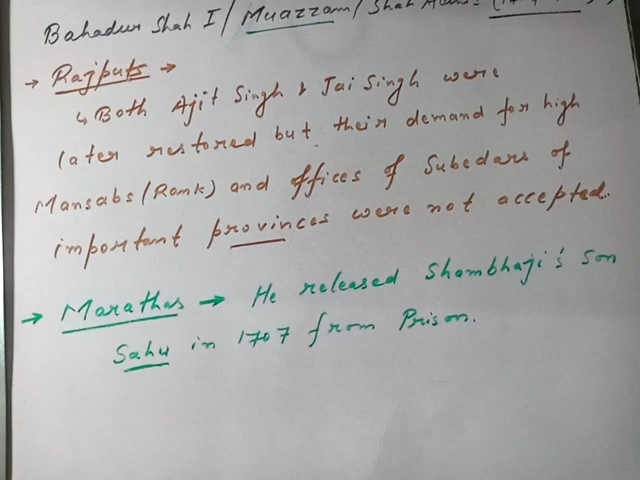 Bahadur Shah I / Muazzam / Shah
→ Rajputs →
↳ Both Ajit Singh & Jai Singh were
later restored but their demand for high
Mansabs (Rank) and offices of Subedars of
important provinces were not accepted.
→ Marathas → He released Shambhaji's son
Sahu in 1707 from Prison.